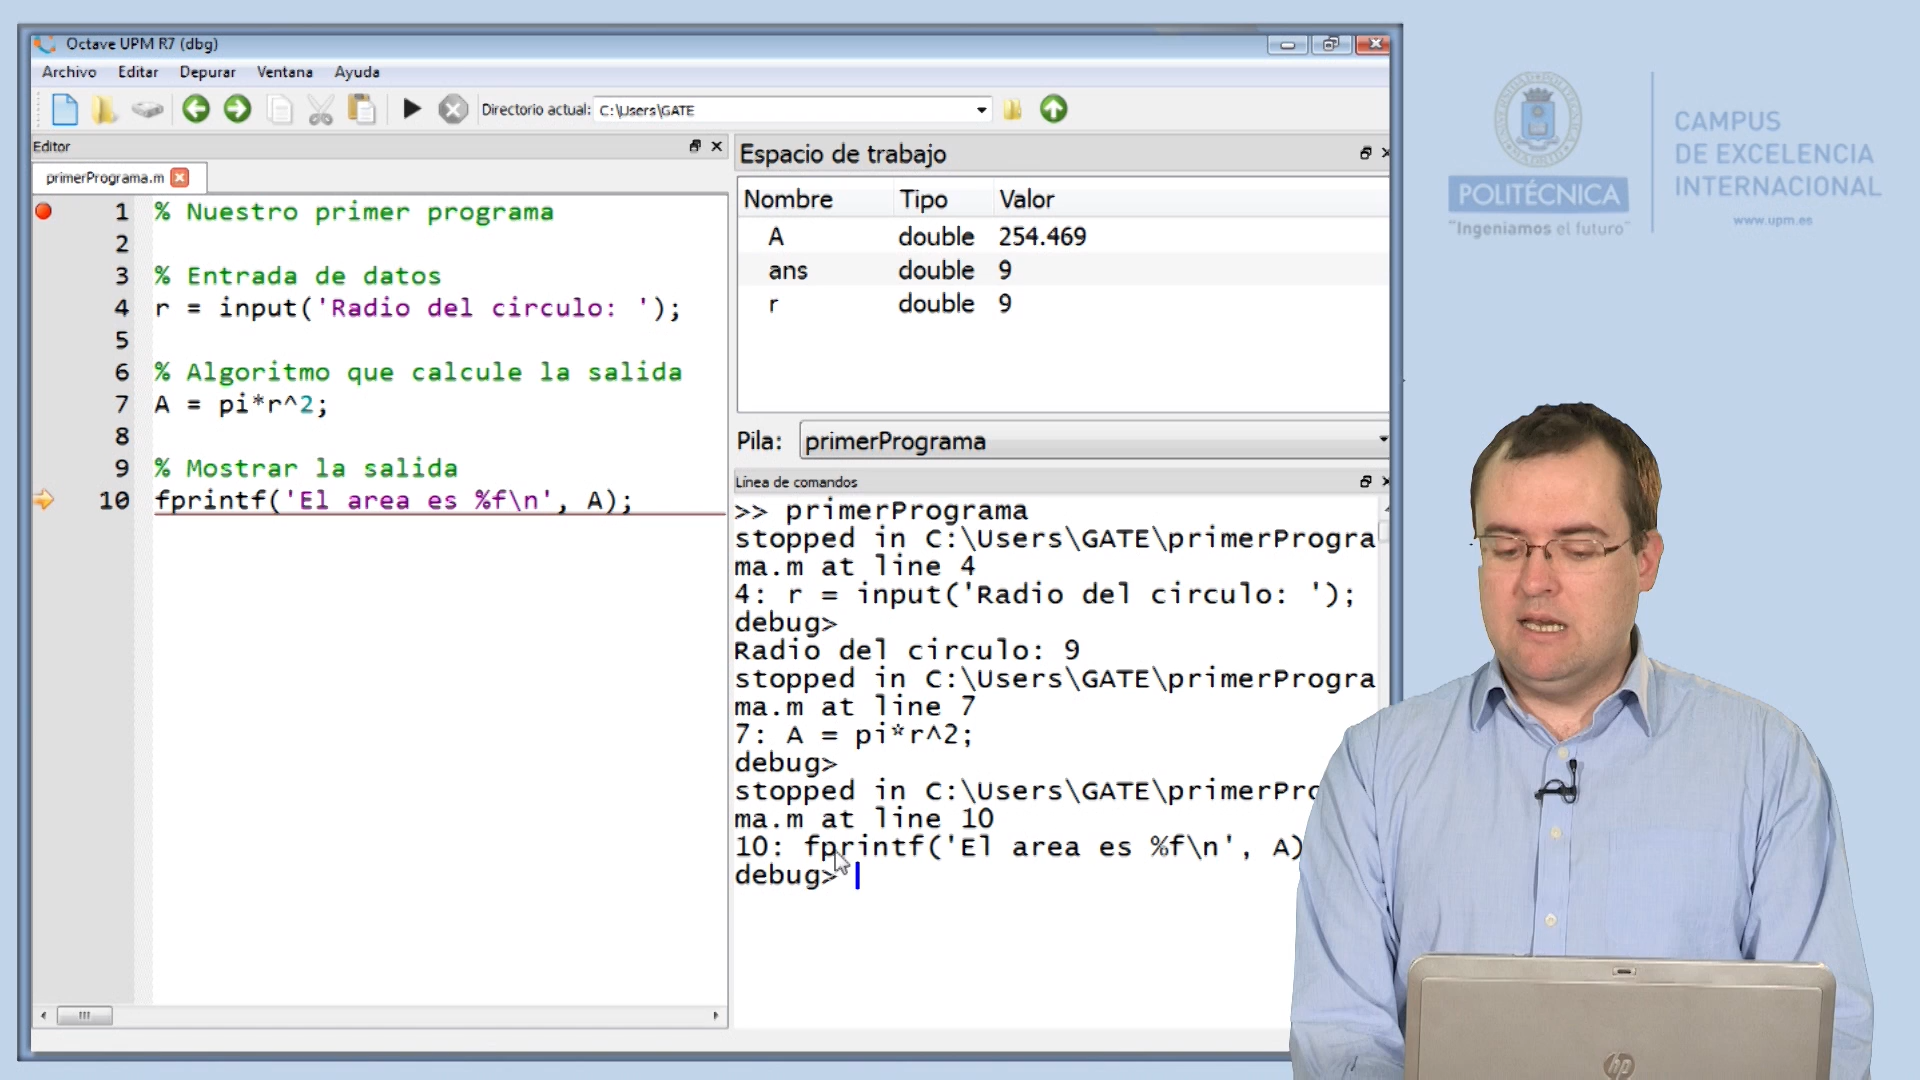 Octave UPM R7 (dbg)
Archivo Editar Depurar Ventana Ayuda
Directorio actual: C:\Users\GATE
Editor
primerPrograma.m
1 % Nuestro primer programa
2
3 % Entrada de datos
4 r = input('Radio del circulo: ');
5
6 % Algoritmo que calcule la salida
7 A = pi*r^2;
8
9 % Mostrar la salida
10 fprintf('El area es %f\n', A);
Espacio de trabajo
Nombre Tipo Valor
A double 254.469
ans double 9
r double 9
Pila: primerPrograma
Línea de comandos
>> primerPrograma
stopped in C:\Users\GATE\primerProgra
ma.m at line 4
4: r = input('Radio del circulo: ');
debug>
Radio del circulo: 9
stopped in C:\Users\GATE\primerProgra
ma.m at line 7
7: A = pi*r^2;
debug>
stopped in C:\Users\GATE\primerPro
ma.m at line 10
10: fprintf('El area es %f\n', A)
debug>
POLITÉCNICA
"Ingeniamos el futuro"
CAMPUS
DE EXCELENCIA
INTERNACIONAL
www.upm.es
hp